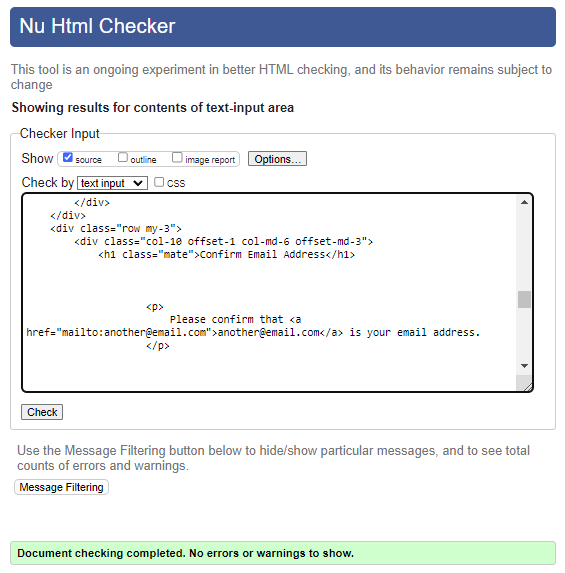 Nu Html Checker
This tool is an ongoing experiment in better HTML checking, and its behavior remains subject to
change
Showing results for contents of text-input area
Checker Input
Show source outline image report Options...
Check by text input CSS
</div>
</div>
<div class="row my-3">
<div class="col-10 offset-1 col-md-6 offset-md-3">
<h1 class="mate">Confirm Email Address</h1>
<p>
Please confirm that <a
href="mailto:another@email.com">another@email.com</a> is your email address.
</p>
Check
Use the Message Filtering button below to hide/show particular messages, and to see total
counts of errors and warnings.
Message Filtering
Document checking completed. No errors or warnings to show.